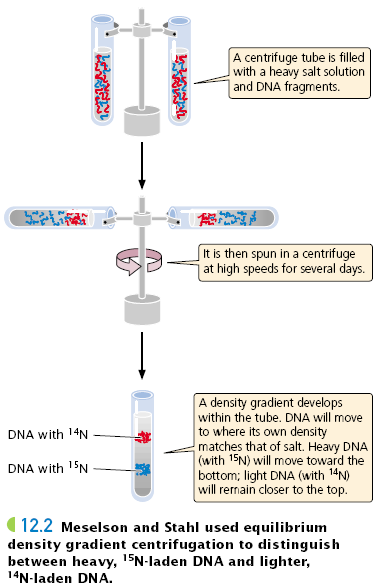 A centrifuge tube is filled
with a heavy salt solution
and DNA fragments.
It is then spun in a centrifuge
at high speeds for several days.
A density gradient develops
within the tube. DNA will move
to where its own density
matches that of salt. Heavy DNA
(with ¹⁵N) will move toward the
bottom; light DNA (with ¹⁴N)
will remain closer to the top.
DNA with ¹⁴N
DNA with ¹⁵N
12.2 Meselson and Stahl used equilibrium
density gradient centrifugation to distinguish
between heavy, ¹⁵N-laden DNA and lighter,
¹⁴N-laden DNA.